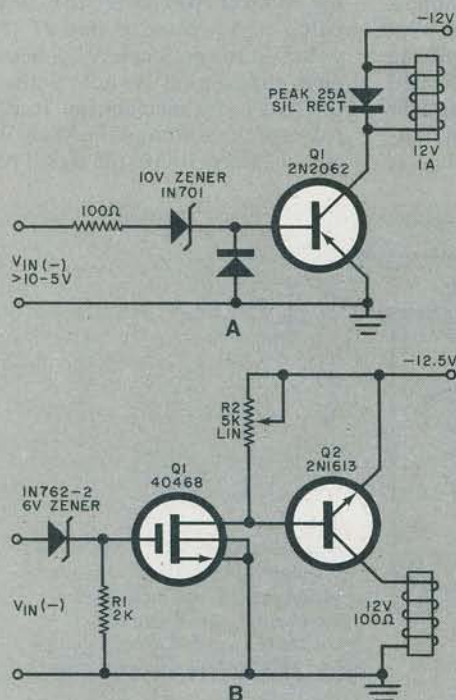 -12V
PEAK 25A
SIL RECT
12V
1A
Q1
2N2062
10V ZENER
1N701
100Ω
VIN(-)
>10-5V
A
-12.5V
R2
5K
LIN
Q2
2N1613
Q1
40468
1N762-2
6V ZENER
R1
2K
VIN(-)
12V
100Ω
B